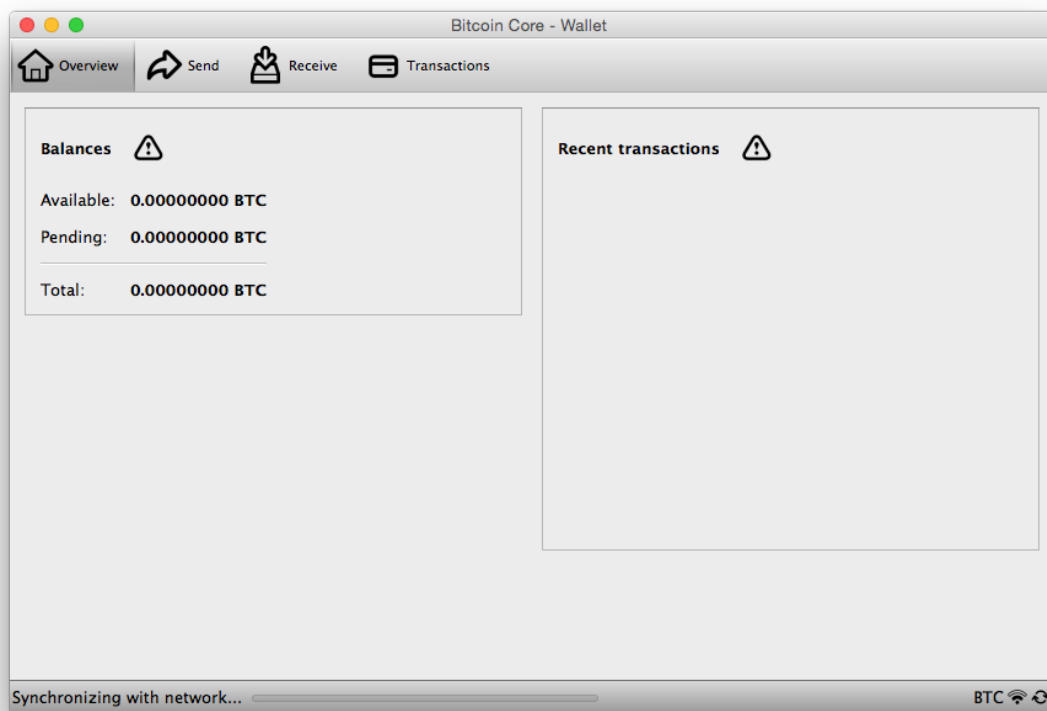 Bitcoin Core - Wallet
Overview Send Receive Transactions
Balances
Available: 0.00000000 BTC
Pending: 0.00000000 BTC
Total: 0.00000000 BTC
Recent transactions
Synchronizing with network... BTC